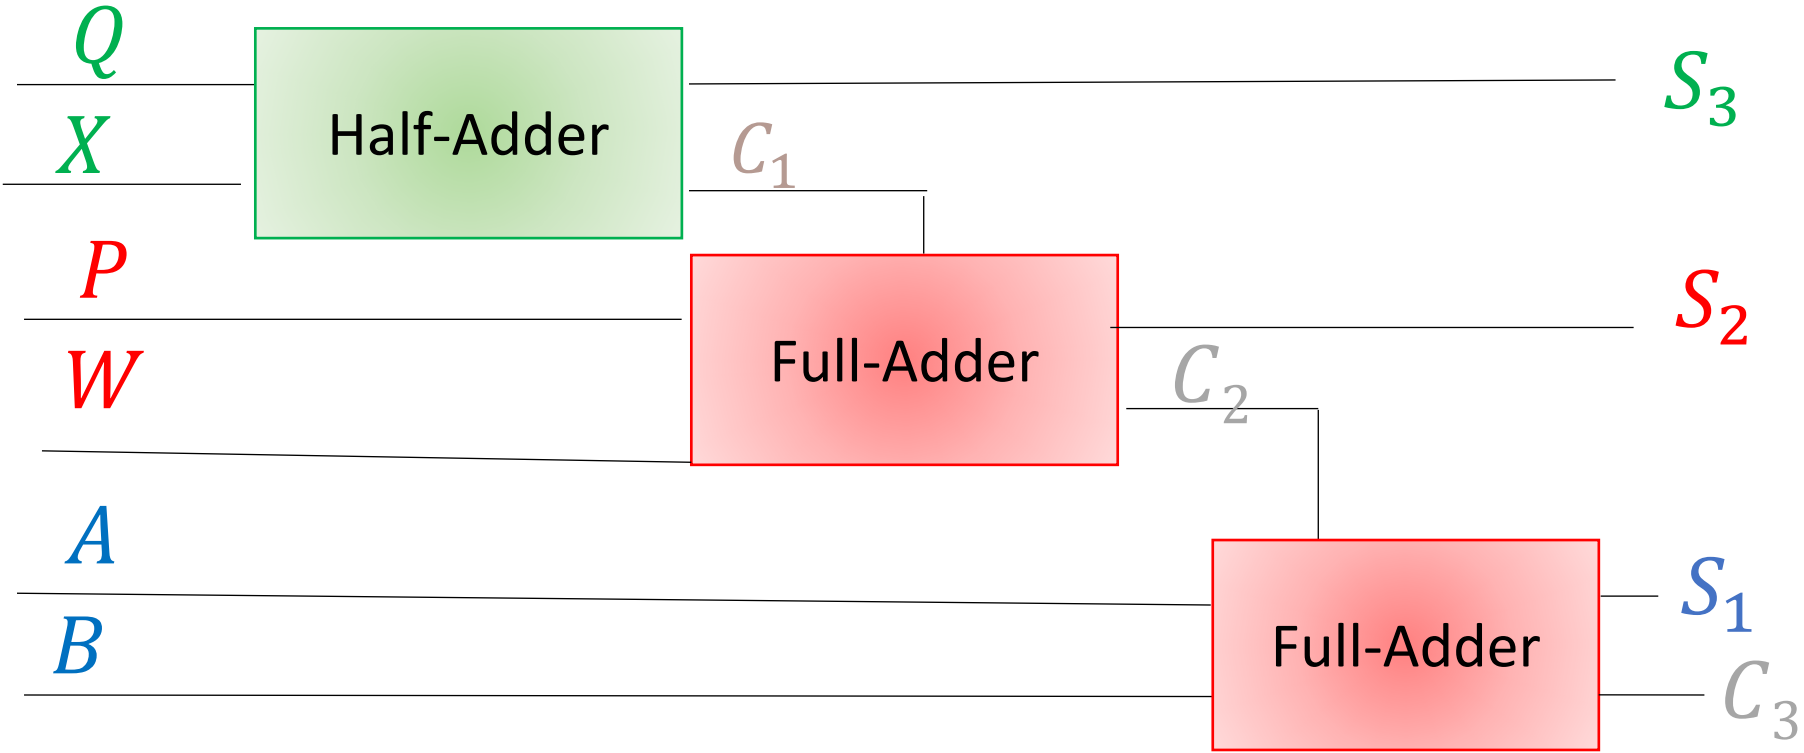 Q
X
Half-Adder
C₁
S₃
P
W
Full-Adder
C₂
S₂
A
B
Full-Adder
S₁
C₃